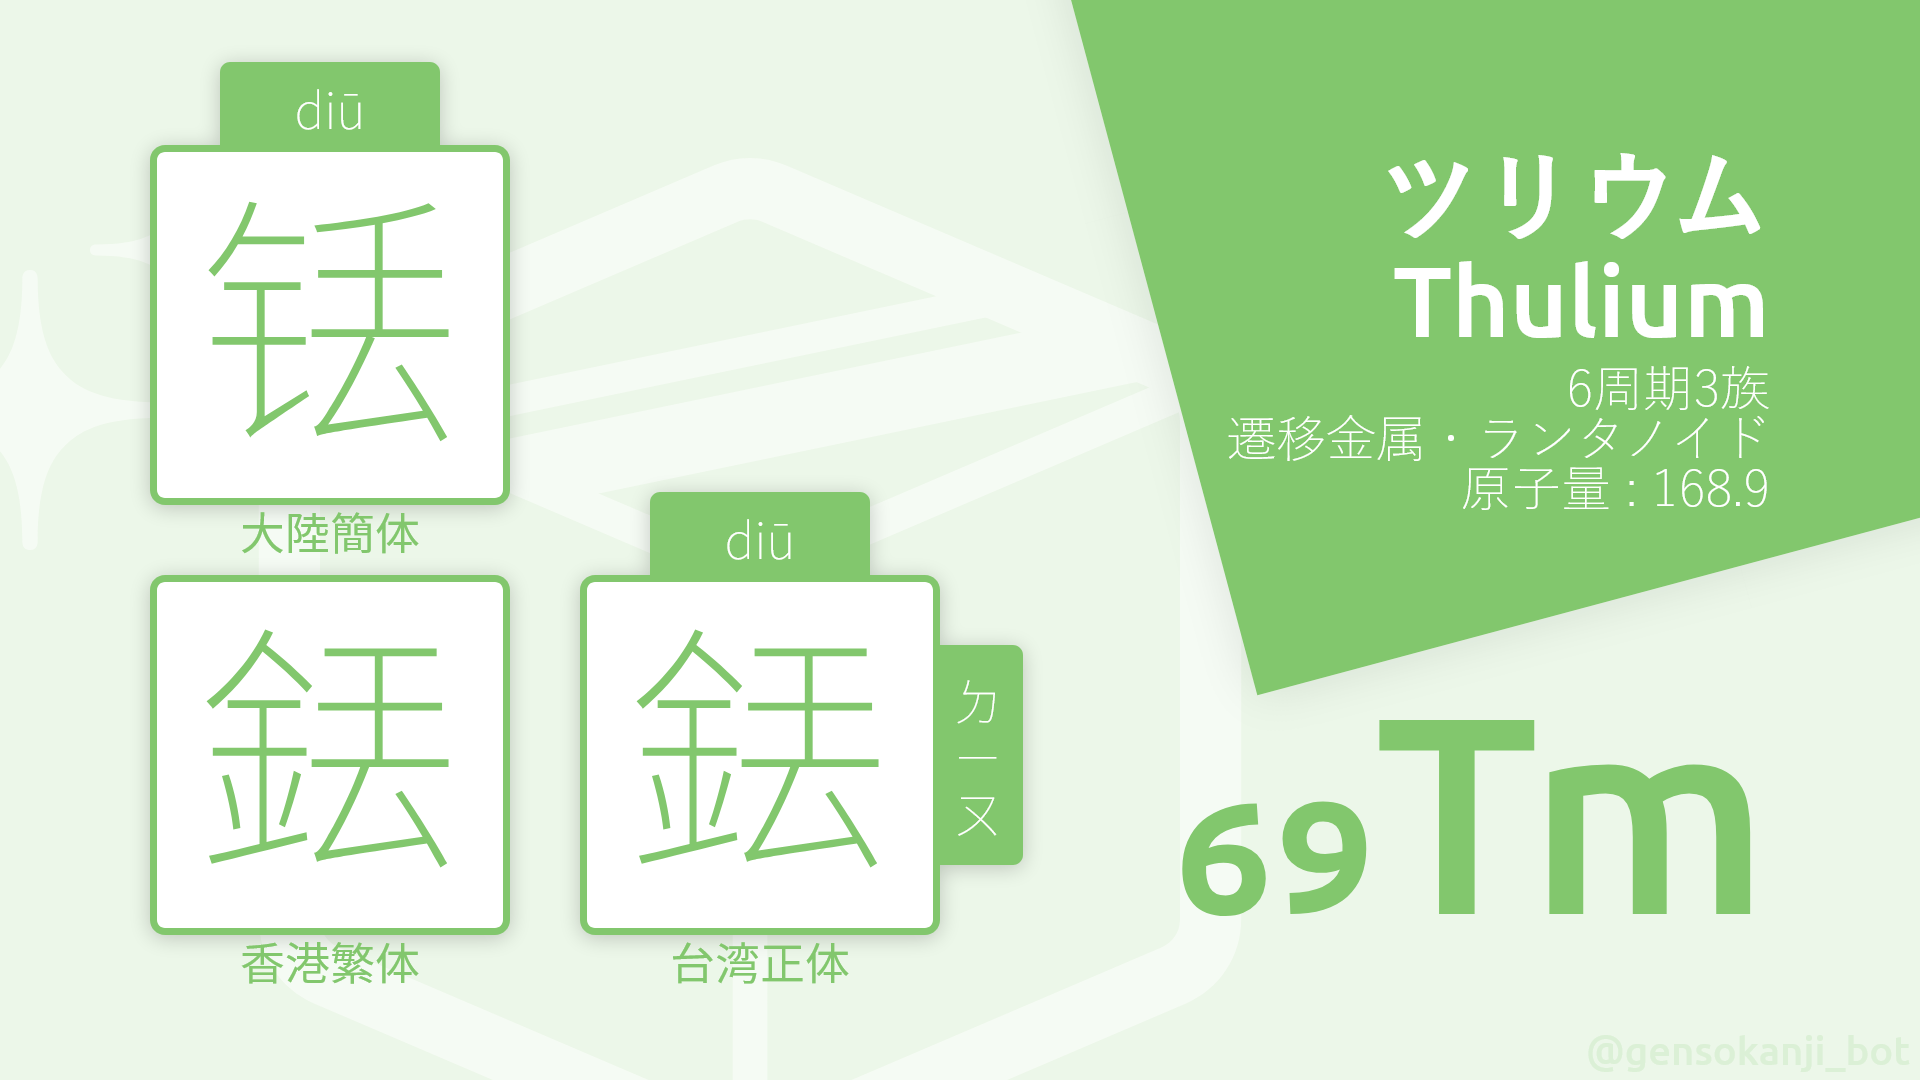 diū
铥
大陸簡体
銩
香港繁体
diū
銩
ㄉㄧㄡ
台湾正体
ツリウム
Thulium
6周期3族
遷移金属・ランタノイド
原子量：168.9
69Tm
@gensokanji_bot